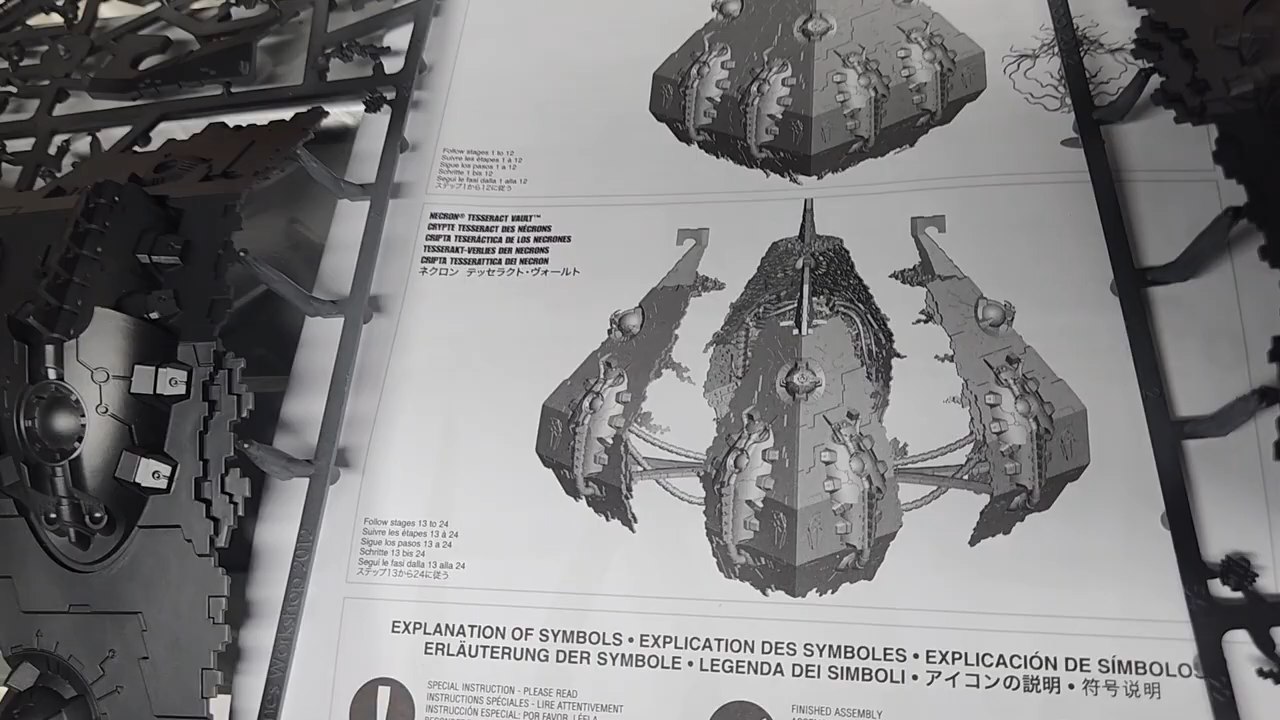 Follow stages 1 to 12
Suivre les étapes 1 à 12
Sigue los pasos 1 a 12
Schritte 1 bis 12
Segui le fasi dalla 1 alla 12
ステップ1から12に従う
NECRON® TESSERACT VAULT™
CRYPTE TESSERACT DES NÉCRONS
CRIPTA TESERÁCTICA DE LOS NECRONES
TESSERAKT-VERLIES DER NECRONS
CRIPTA TESSERATTICA DEI NECRON
ネクロン テッセラクト・ヴォールト
Follow stages 13 to 24
Suivre les étapes 13 à 24
Sigue los pasos 13 a 24
Schritte 13 bis 24
Segui le fasi dalla 13 alla 24
ステップ13から24に従う
Workshop 2012
EXPLANATION OF SYMBOLS • EXPLICATION DES SYMBOLES • EXPLICACIÓN DE SÍMBOLOS
ERLÄUTERUNG DER SYMBOLE • LEGENDA DEI SIMBOLI • アイコンの説明 • 符号说明
SPECIAL INSTRUCTION - PLEASE READ
INSTRUCTIONS SPÉCIALES - LIRE ATTENTIVEMENT
INSTRUCCIÓN ESPECIAL: POR FAVOR, LÉELA
FINISHED ASSEMBLY